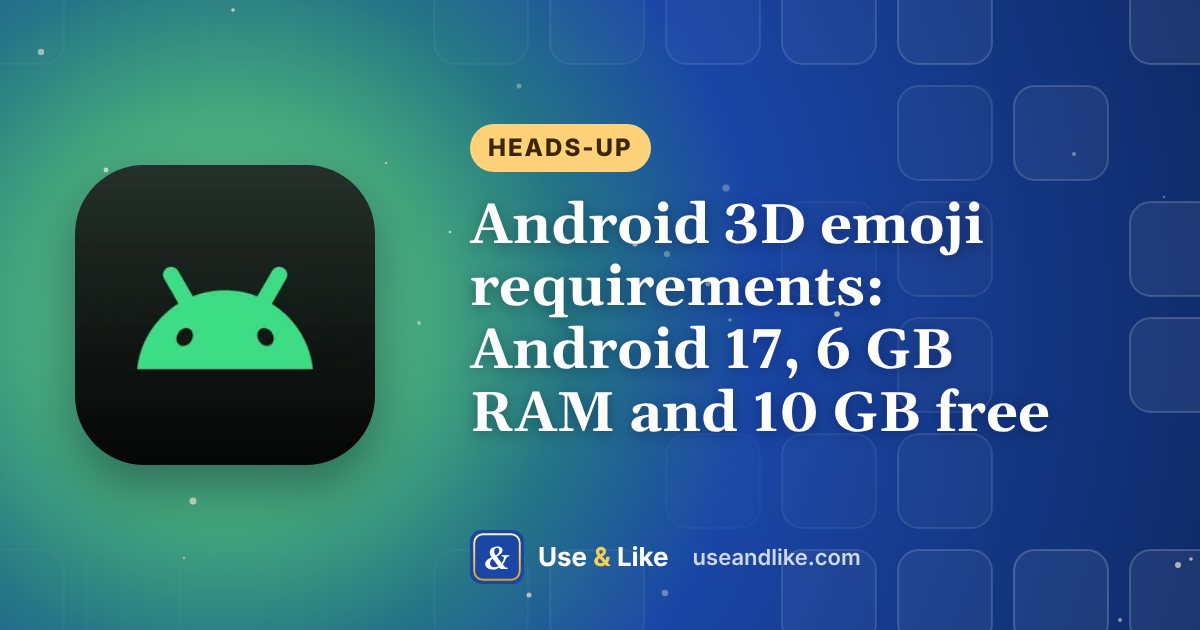 HEADS-UP
Android 3D emoji
requirements:
Android 17, 6 GB
RAM and 10 GB free
& Use & Like useandlike.com